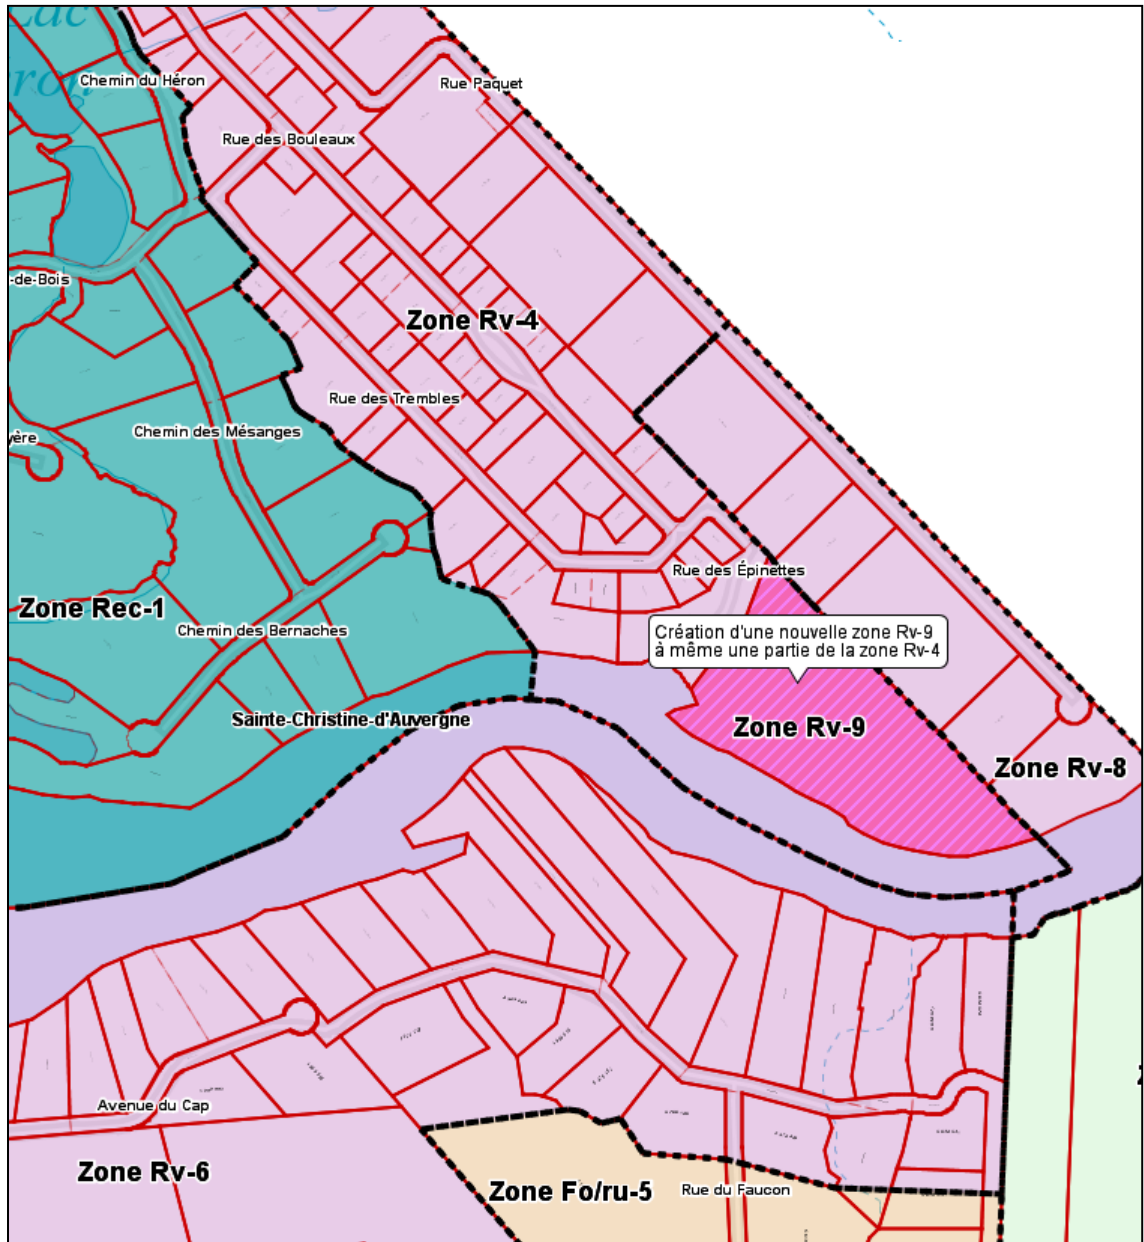 Lac
Chemin du Héron
Rue Paquet
Rue des Bouleaux
-de-Bois
Zone Rv-4
Rue des Trembles
Chemin des Mésanges
yère
Rue des Épinettes
Zone Rec-1
Chemin des Bernaches
Création d'une nouvelle zone Rv-9
à même une partie de la zone Rv-4
Sainte-Christine-d'Auvergne
Zone Rv-9
Zone Rv-8
Avenue du Cap
Zone Rv-6
Zone Fo/ru-5
Rue du Faucon